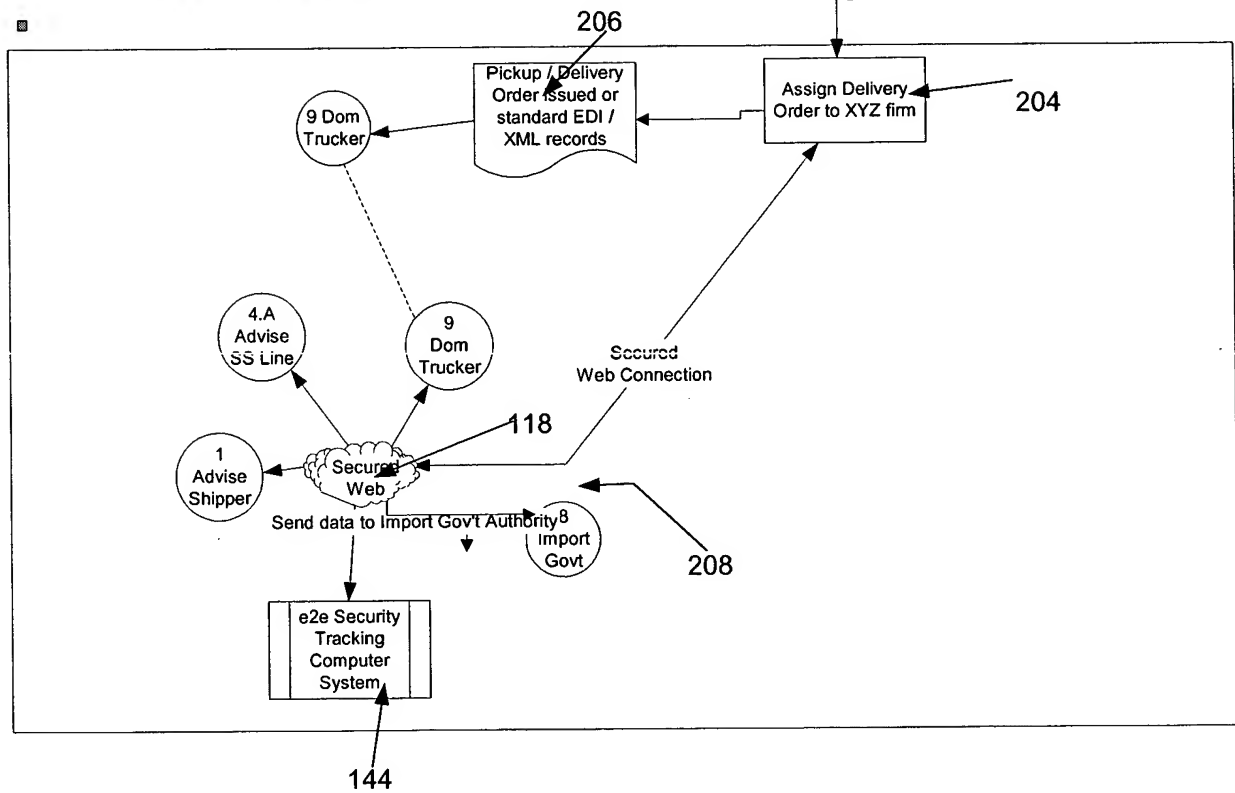 206
Pickup / Delivery
Order issued or
standard EDI /
XML records
Assign Delivery
Order to XYZ firm
204
9 Dom
Trucker
4.A
Advise
SS Line
9
Dom
Trucker
Secured
Web Connection
118
1
Advise
Shipper
Secured
Web
Send data to Import Gov't Authority
8
Import
Govt
208
e2e Security
Tracking
Computer
System
144